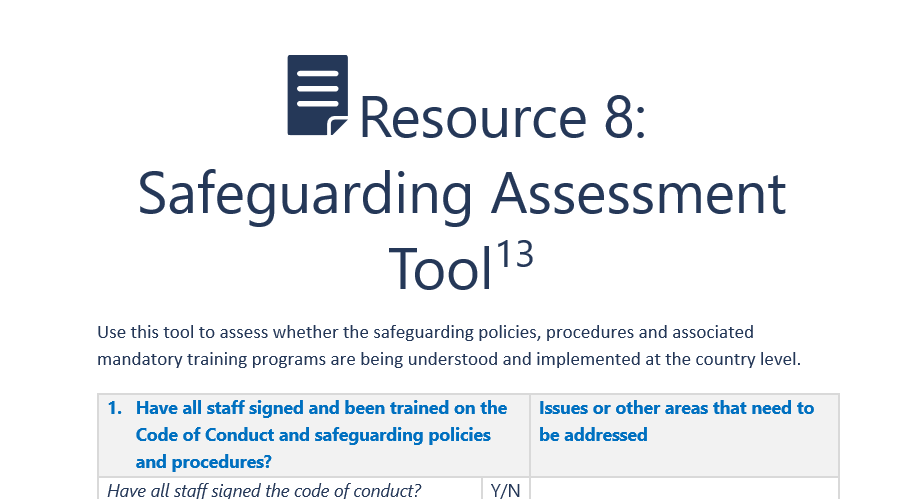 Resource 8:
Safeguarding Assessment
Tool13
Use this tool to assess whether the safeguarding policies, procedures and associated
mandatory training programs are being understood and implemented at the country level.
1. Have all staff signed and been trained on the
Code of Conduct and safeguarding policies
and procedures?
Issues or other areas that need to
be addressed
Have all staff signed the code of conduct?
Y/N